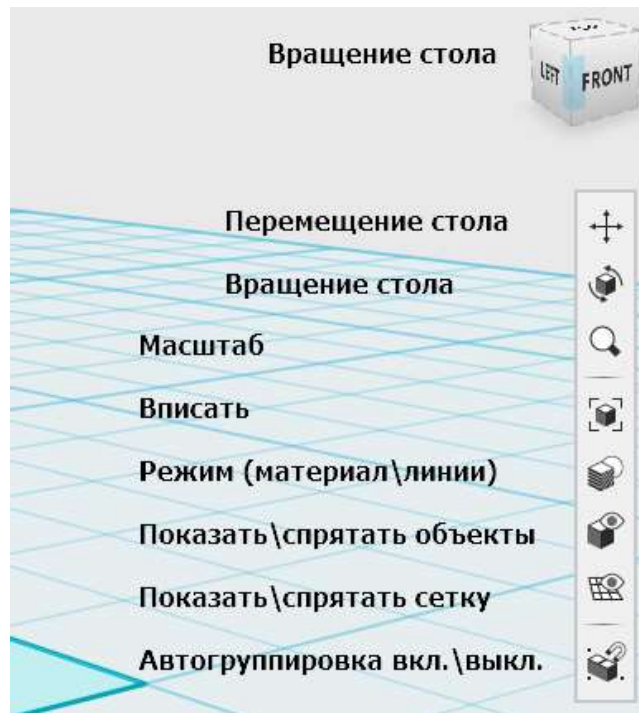 Вращение стола
LEFT
FRONT
Перемещение стола
Вращение стола
Масштаб
Вписать
Режим (материал\линии)
Показать\спрятать объекты
Показать\спрятать сетку
Автогруппировка вкл.\выкл.